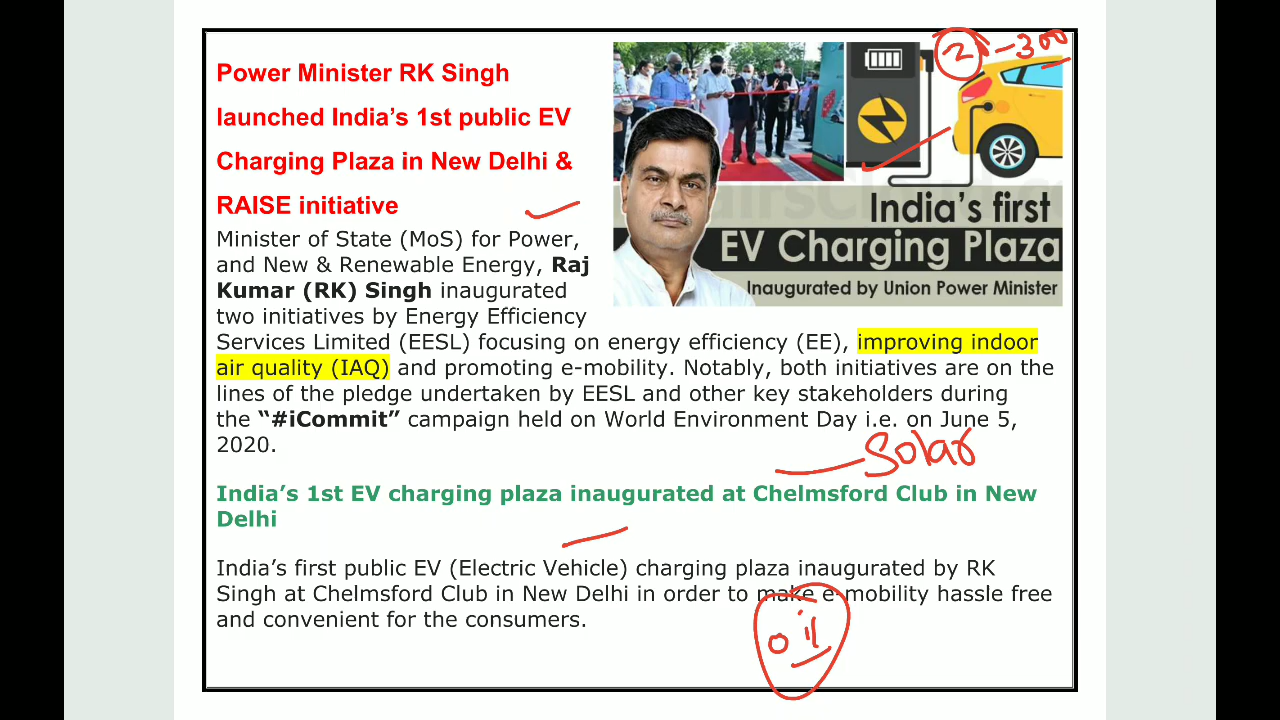 Power Minister RK Singh
launched India's 1st public EV
Charging Plaza in New Delhi &
RAISE initiative
2 - 300
India's first
EV Charging Plaza
Inaugurated by Union Power Minister
Minister of State (MoS) for Power,
and New & Renewable Energy, Raj
Kumar (RK) Singh inaugurated
two initiatives by Energy Efficiency
Services Limited (EESL) focusing on energy efficiency (EE), improving indoor
air quality (IAQ) and promoting e-mobility. Notably, both initiatives are on the
lines of the pledge undertaken by EESL and other key stakeholders during
the “#iCommit” campaign held on World Environment Day i.e. on June 5,
2020.
Solar
India's 1st EV charging plaza inaugurated at Chelmsford Club in New
Delhi
India's first public EV (Electric Vehicle) charging plaza inaugurated by RK
Singh at Chelmsford Club in New Delhi in order to make e-mobility hassle free
and convenient for the consumers.
oil